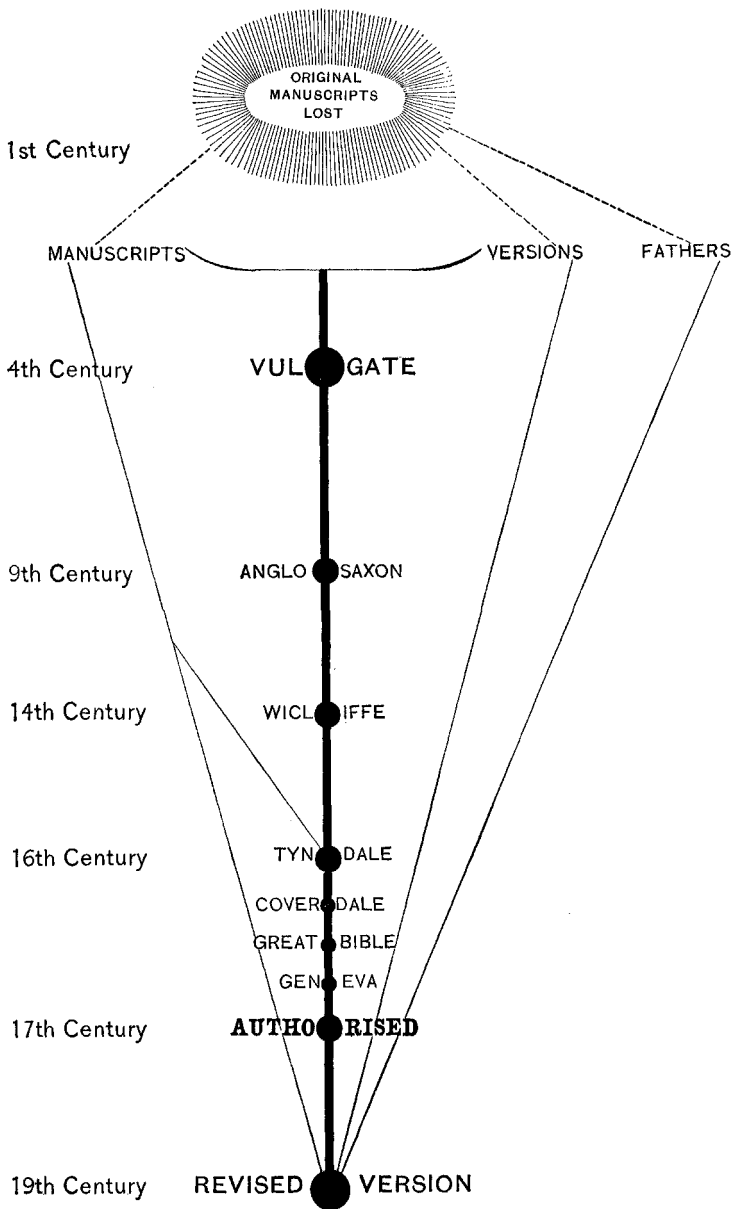 ORIGINAL
MANUSCRIPTS
LOST
1st Century
MANUSCRIPTS VERSIONS FATHERS
4th Century VULGATE
9th Century ANGLO SAXON
14th Century WICLIFFE
16th Century TYNDALE
COVERDALE
GREAT BIBLE
GENEVA
17th Century AUTHORISED
19th Century REVISED VERSION